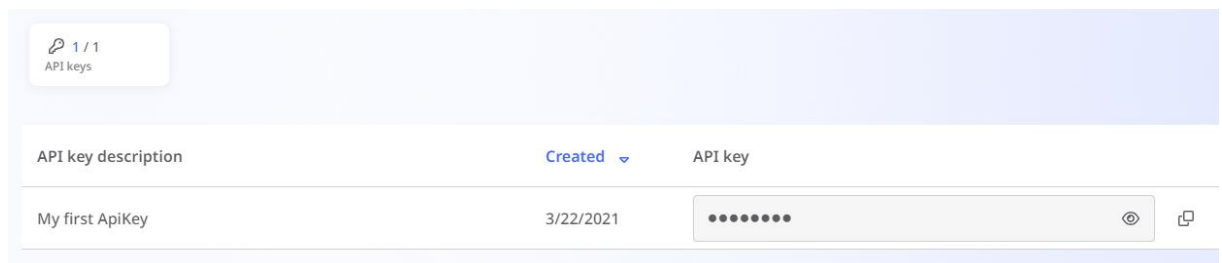 1 / 1
API keys
API key description Created API key
My first ApiKey 3/22/2021 ••••••••